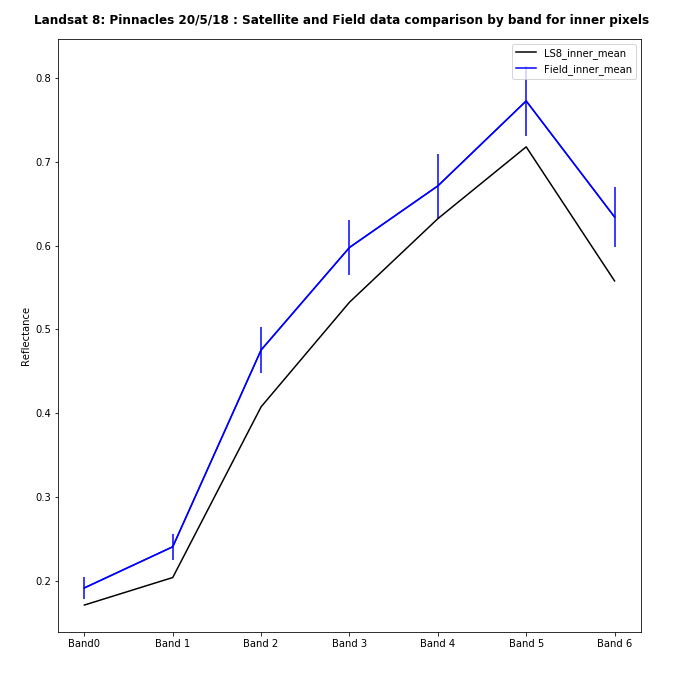 Landsat 8: Pinnacles 20/5/18 : Satellite and Field data comparison by band for inner pixels
LS8_inner_mean
Field_inner_mean
0.8
0.7
0.6
0.5
0.4
0.3
0.2
Reflectance
Band0 Band 1 Band 2 Band 3 Band 4 Band 5 Band 6